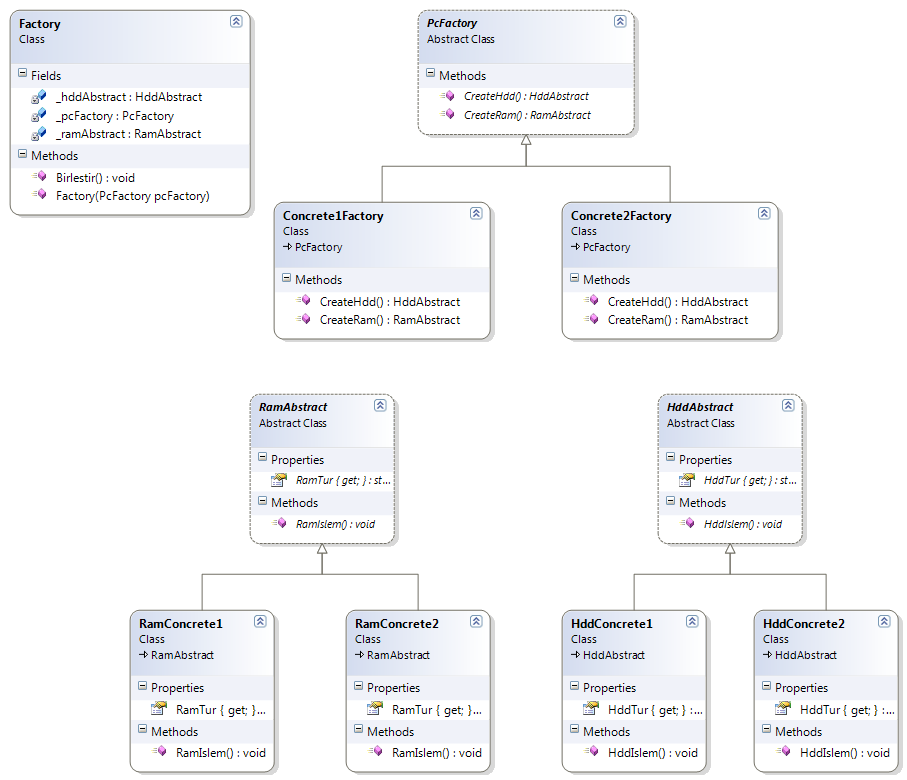 Factory
Class
Fields
_hddAbstract : HddAbstract
_pcFactory : PcFactory
_ramAbstract : RamAbstract
Methods
Birlestir() : void
Factory(PcFactory pcFactory)
PcFactory
Abstract Class
Methods
CreateHdd() : HddAbstract
CreateRam() : RamAbstract
Concrete1Factory
Class
PcFactory
Methods
CreateHdd() : HddAbstract
CreateRam() : RamAbstract
Concrete2Factory
Class
PcFactory
Methods
CreateHdd() : HddAbstract
CreateRam() : RamAbstract
RamAbstract
Abstract Class
Properties
RamTur { get; } : st...
Methods
RamIslem() : void
HddAbstract
Abstract Class
Properties
HddTur { get; } : st...
Methods
HddIslem() : void
RamConcrete1
Class
RamAbstract
Properties
RamTur { get; }...
Methods
RamIslem() : void
RamConcrete2
Class
RamAbstract
Properties
RamTur { get; }...
Methods
RamIslem() : void
HddConcrete1
Class
HddAbstract
Properties
HddTur { get; } :...
Methods
HddIslem() : void
HddConcrete2
Class
HddAbstract
Properties
HddTur { get; } :...
Methods
HddIslem() : void